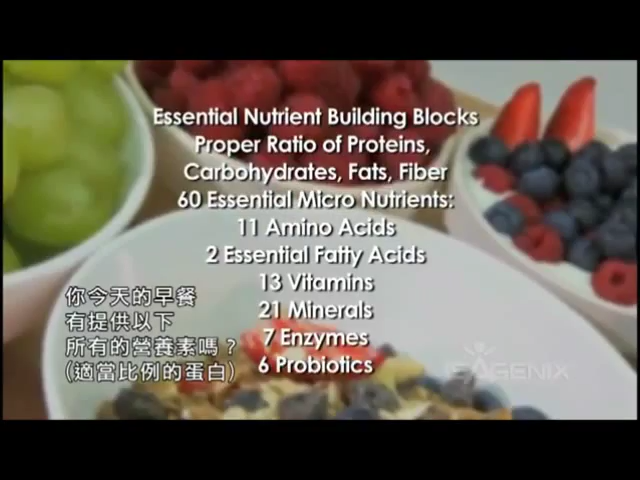 Essential Nutrient Building Blocks
Proper Ratio of Proteins,
Carbohydrates, Fats, Fiber
60 Essential Micro Nutrients:
11 Amino Acids
2 Essential Fatty Acids
13 Vitamins
21 Minerals
7 Enzymes
6 Probiotics
你今天的早餐
有提供以下
所有的營養素嗎？
(適當比例的蛋白)
ISAGENIX